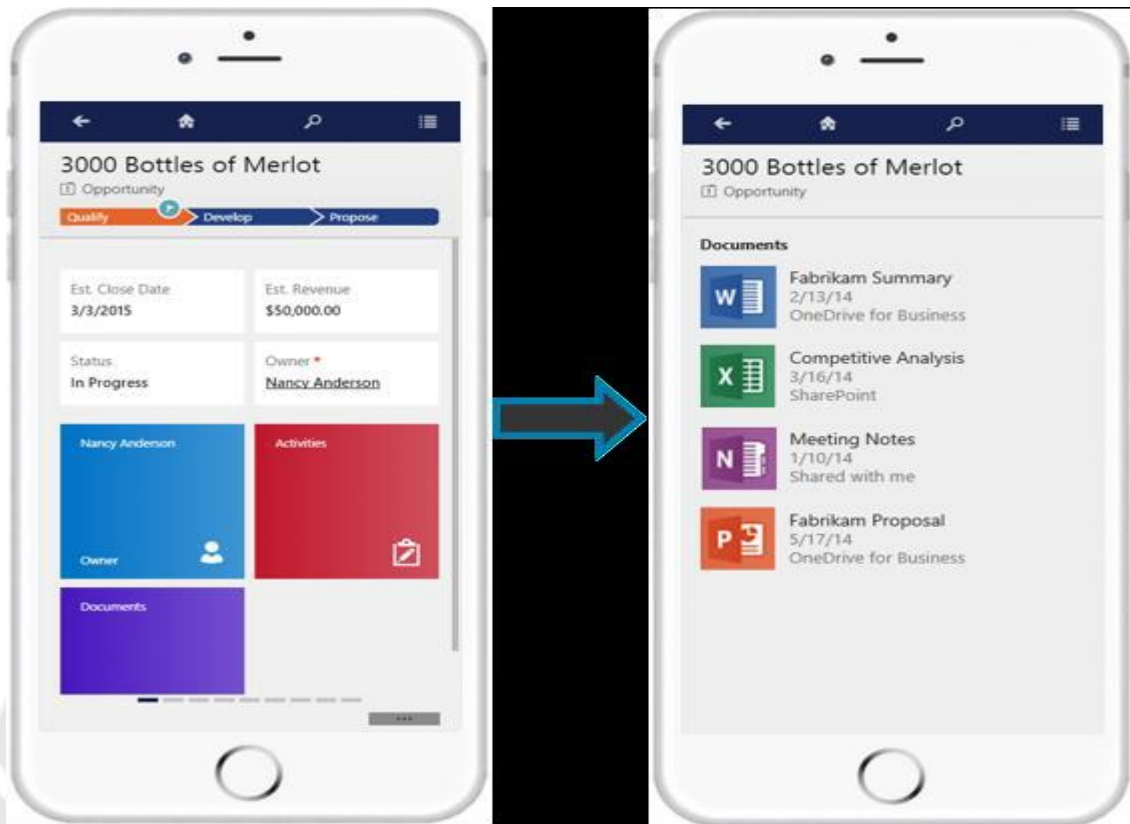 3000 Bottles of Merlot
Opportunity
Qualify
Develop
Propose
Est. Close Date
3/3/2015
Est. Revenue
$50,000.00
Status
In Progress
Owner *
Nancy Anderson
Nancy Anderson
Owner
Activities
Documents
3000 Bottles of Merlot
Opportunity
Documents
W
Fabrikam Summary
2/13/14
OneDrive for Business
X
Competitive Analysis
3/16/14
SharePoint
N
Meeting Notes
1/10/14
Shared with me
P
Fabrikam Proposal
5/17/14
OneDrive for Business